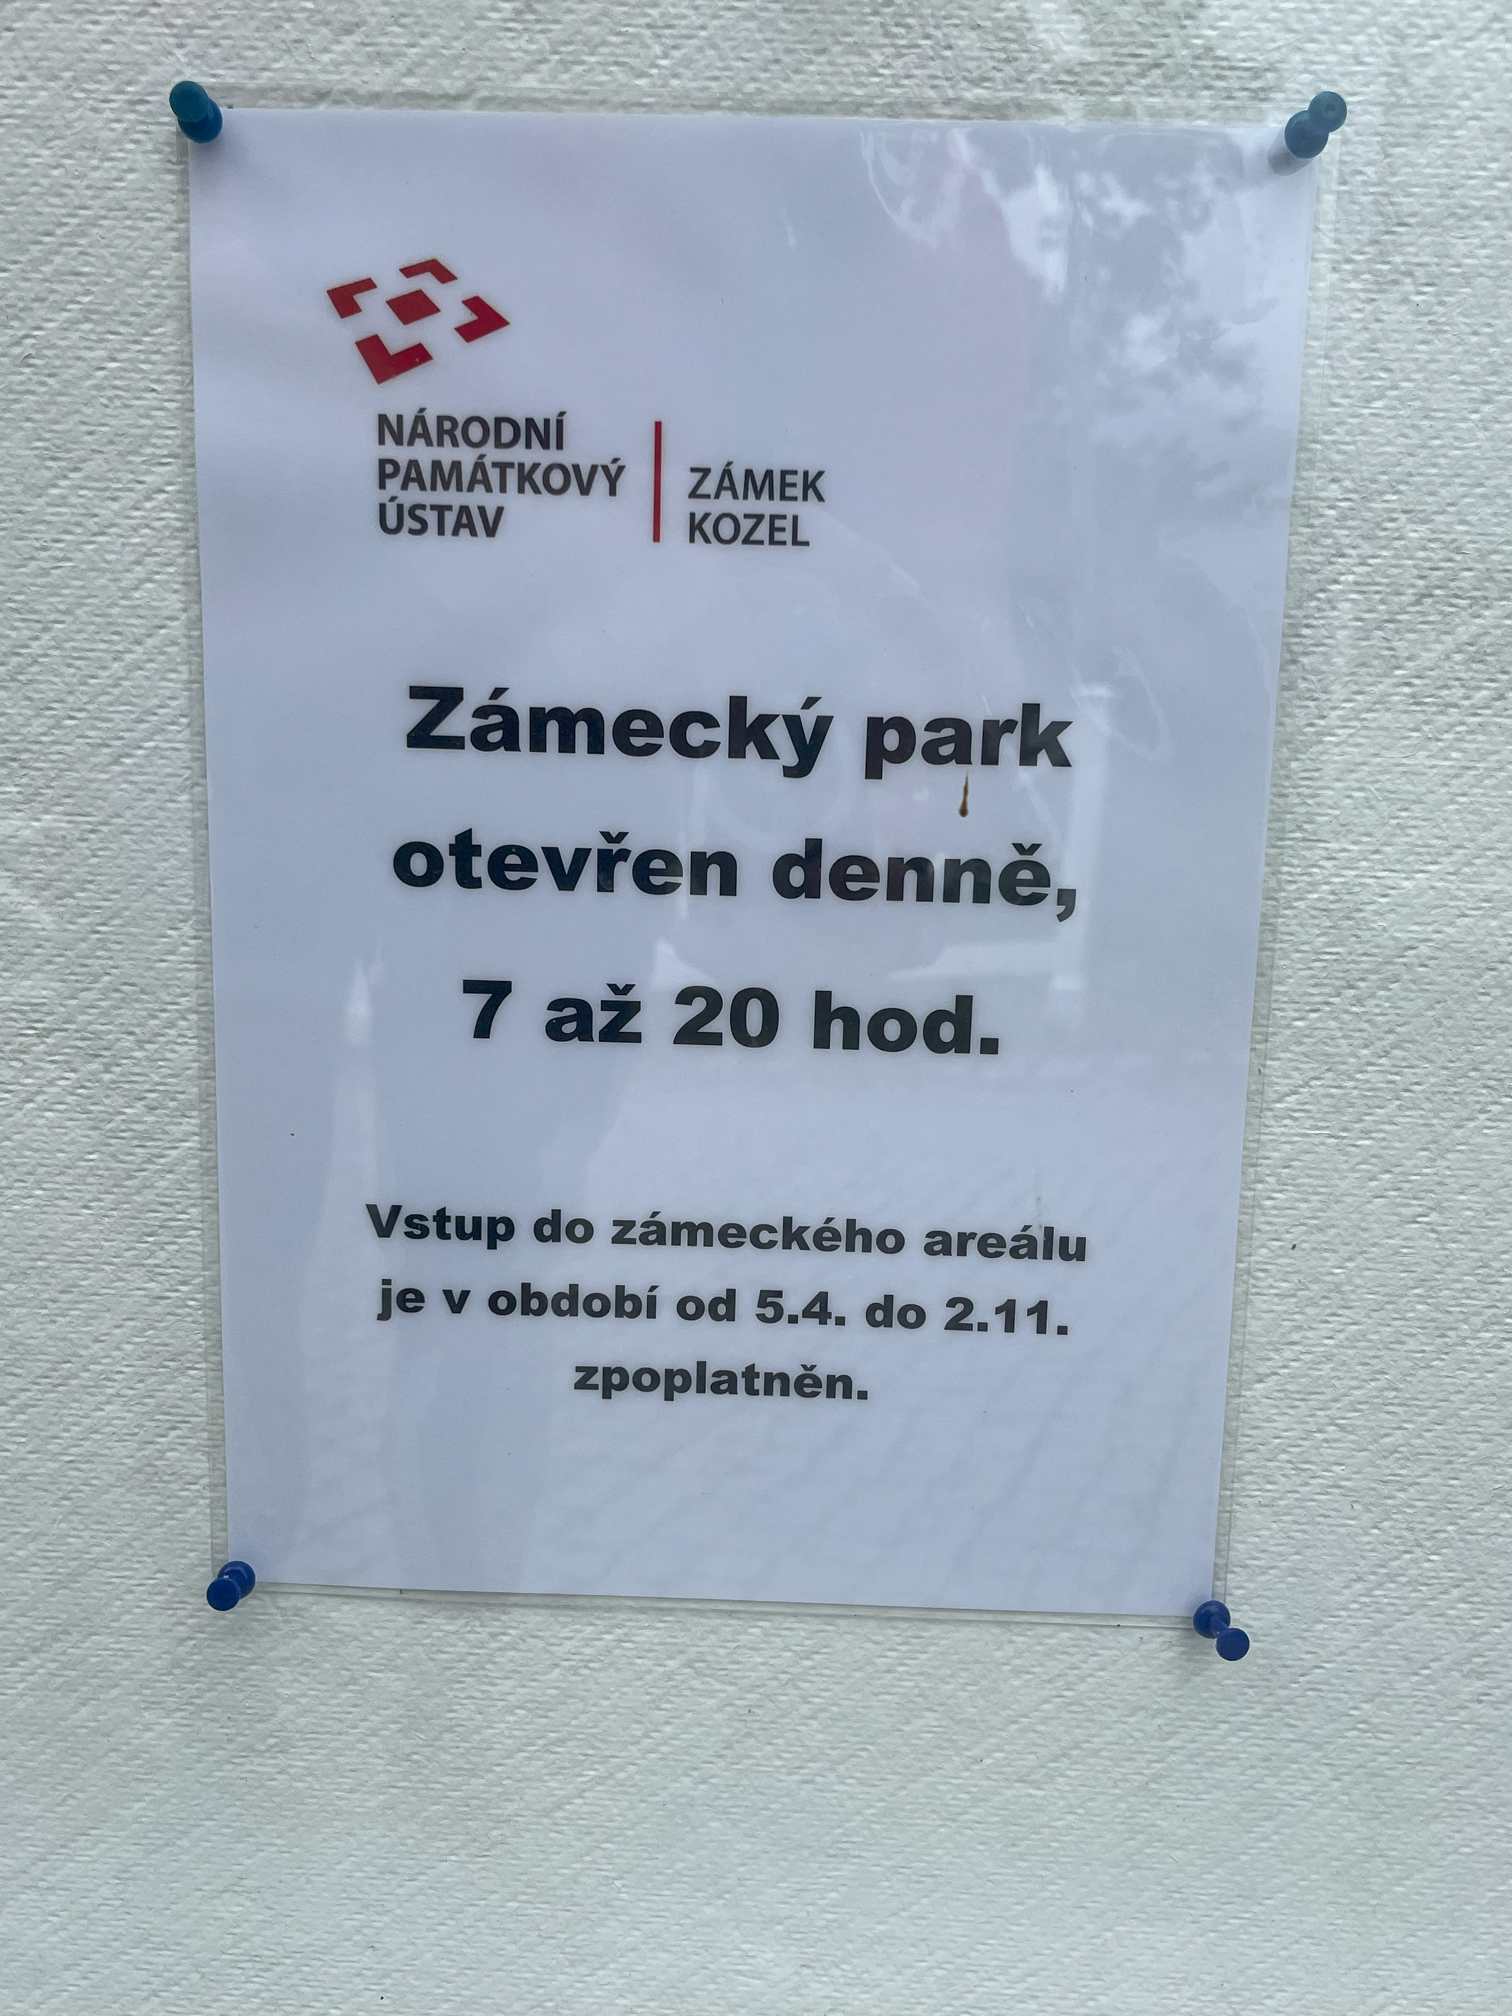 NÁRODNÍ
PAMÁTKOVÝ
ÚSTAV
ZÁMEK
KOZEL
Zámecký park
otevřen denně,
7 až 20 hod.
Vstup do zámeckého areálu
je v období od 5.4. do 2.11.
zpoplatněn.